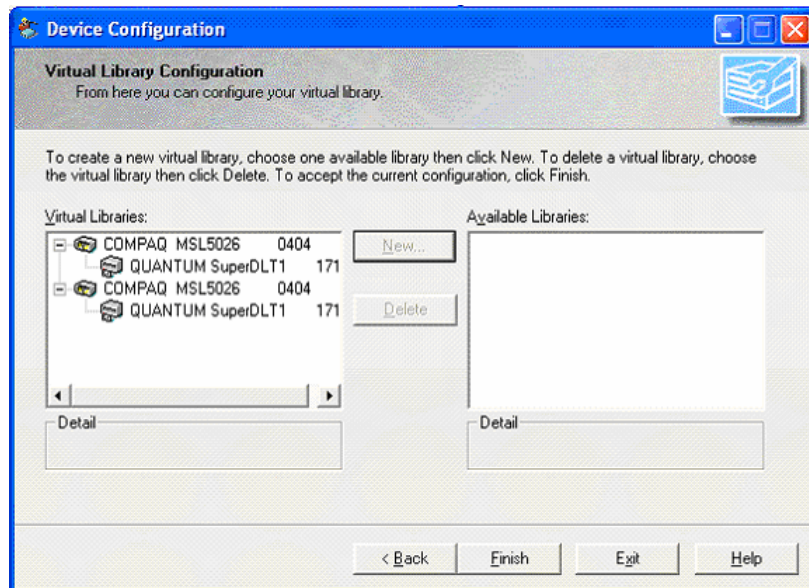 Device Configuration
Virtual Library Configuration
From here you can configure your virtual library.
To create a new virtual library, choose one available library then click New. To delete a virtual library, choose
the virtual library then click Delete. To accept the current configuration, click Finish.
Virtual Libraries:
Available Libraries:
COMPAQ MSL5026 0404
QUANTUM SuperDLT1 171
COMPAQ MSL5026 0404
QUANTUM SuperDLT1 171
New...
Delete
Detail
Detail
< Back
Finish
Exit
Help